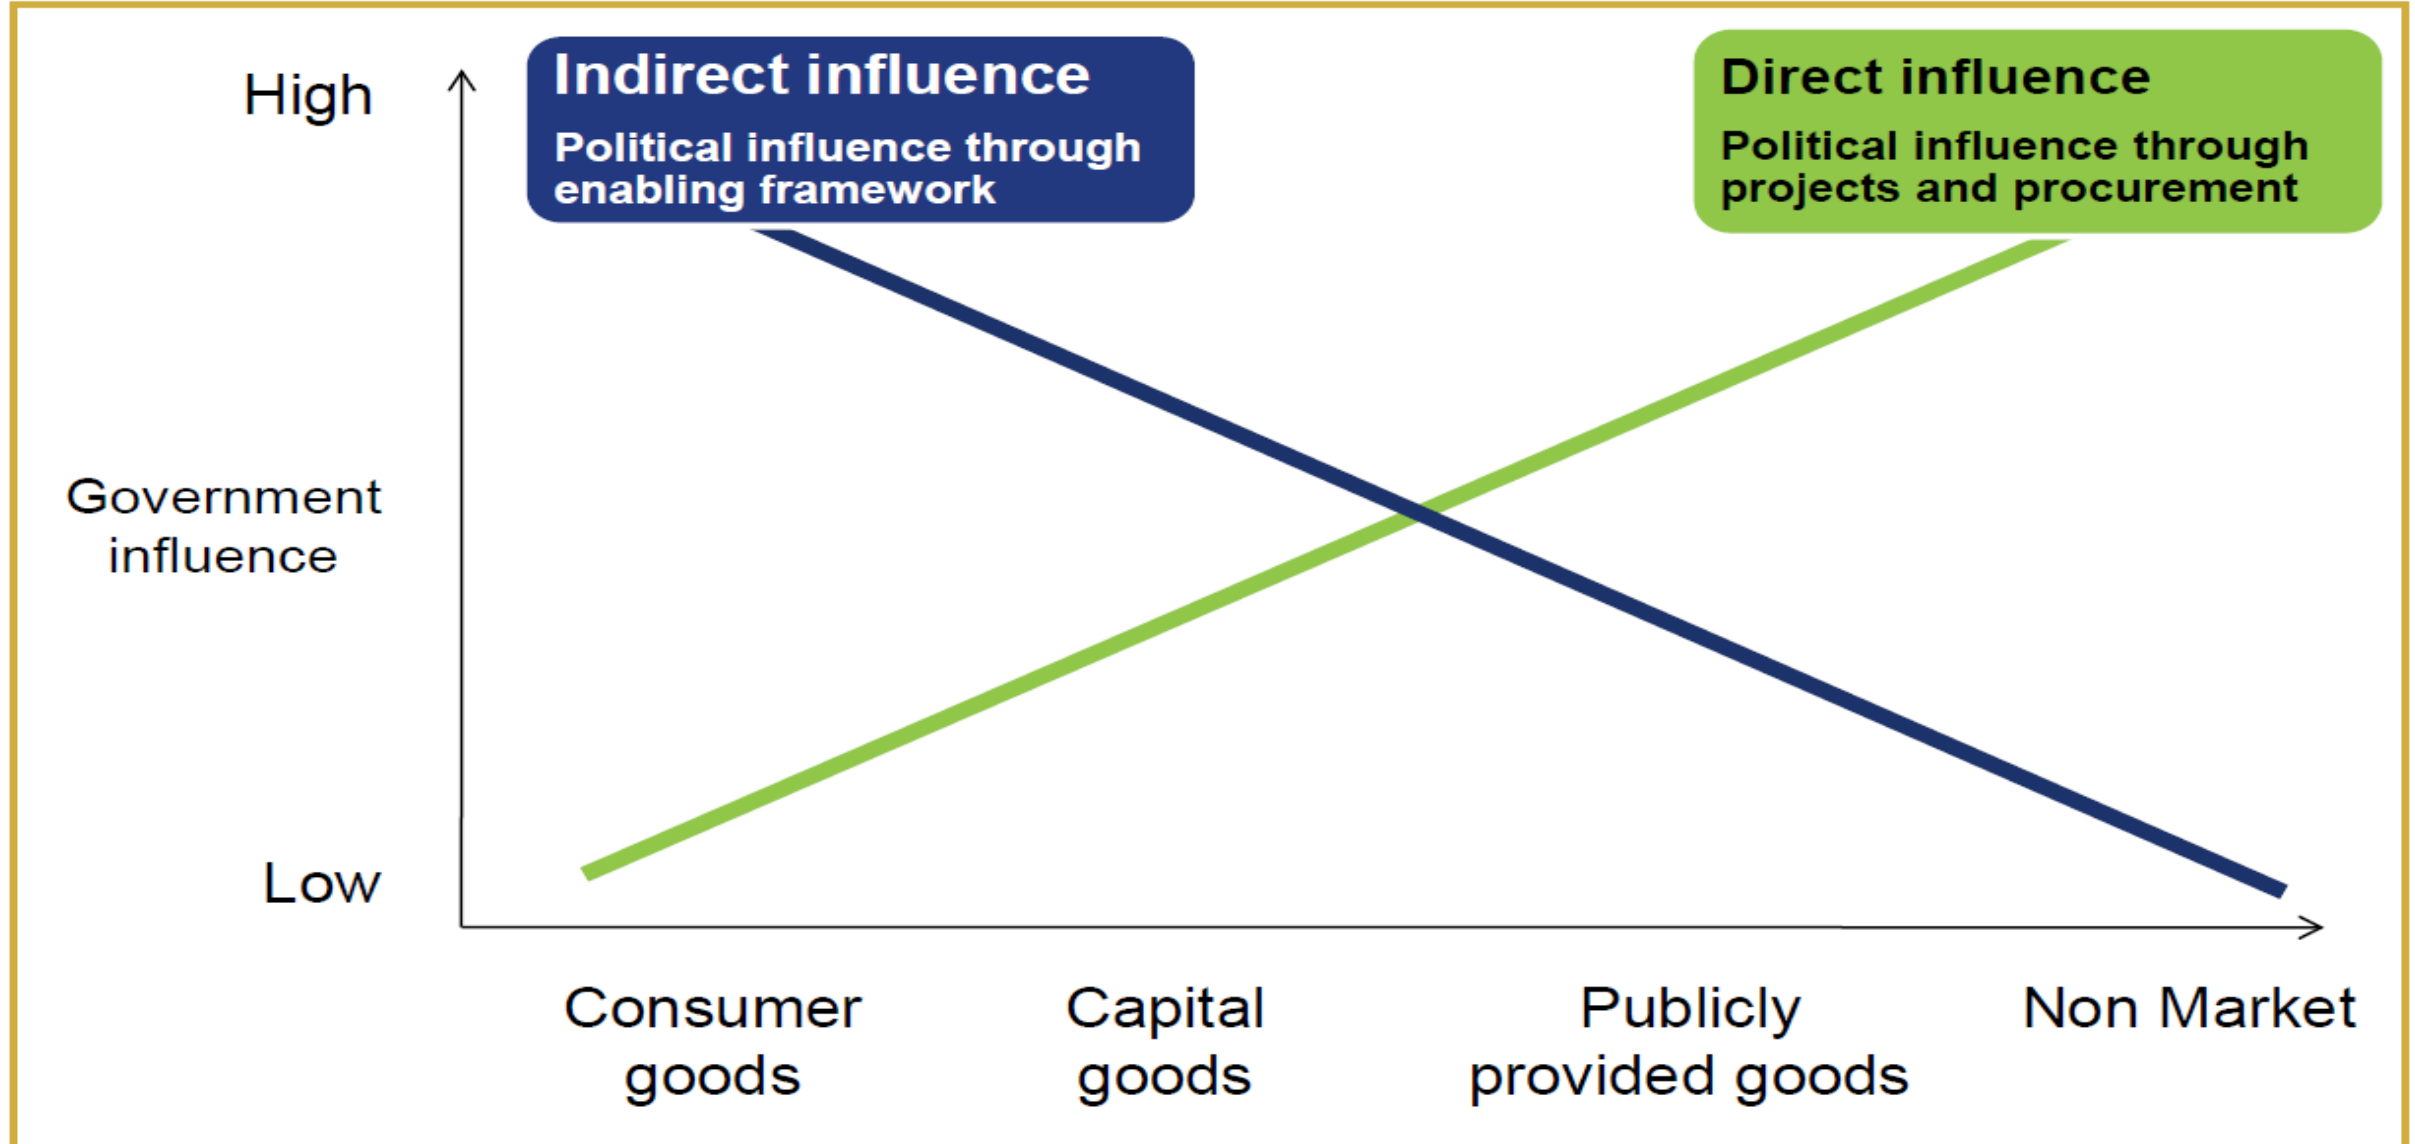 High
Indirect influence
Political influence through
enabling framework
Direct influence
Political influence through
projects and procurement
Government
influence
Low
Consumer
goods
Capital
goods
Publicly
provided goods
Non Market